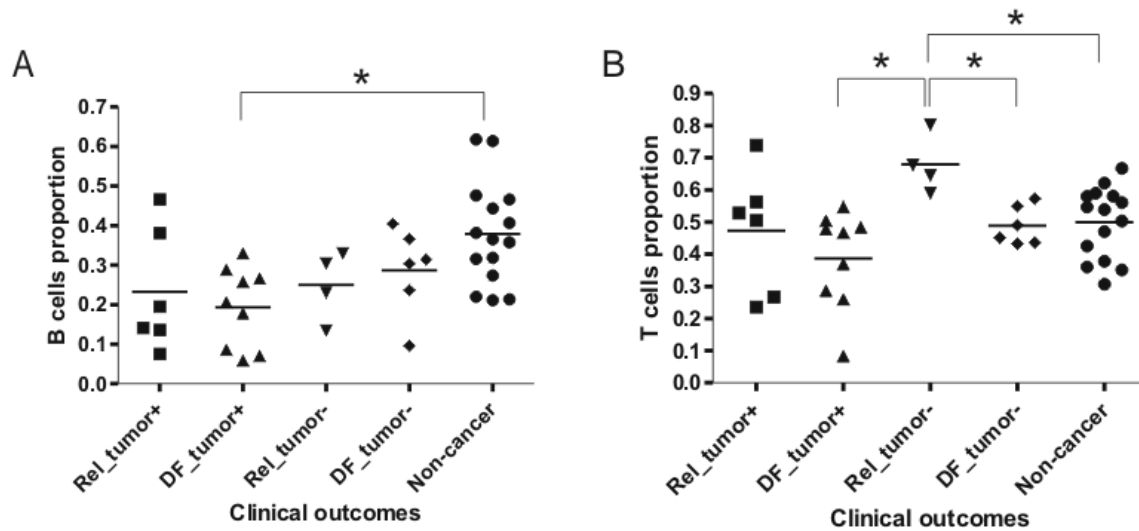 A
*
0.7
0.6
0.5
0.4
0.3
0.2
0.1
0.0
B cells proportion
Rel_tumor+
DF_tumor+
Rel_tumor-
DF_tumor-
Non-cancer
Clinical outcomes
B
*
*
*
0.9
0.8
0.7
0.6
0.5
0.4
0.3
0.2
0.1
0.0
T cells proportion
Rel_tumor+
DF_tumor+
Rel_tumor-
DF_tumor-
Non-cancer
Clinical outcomes